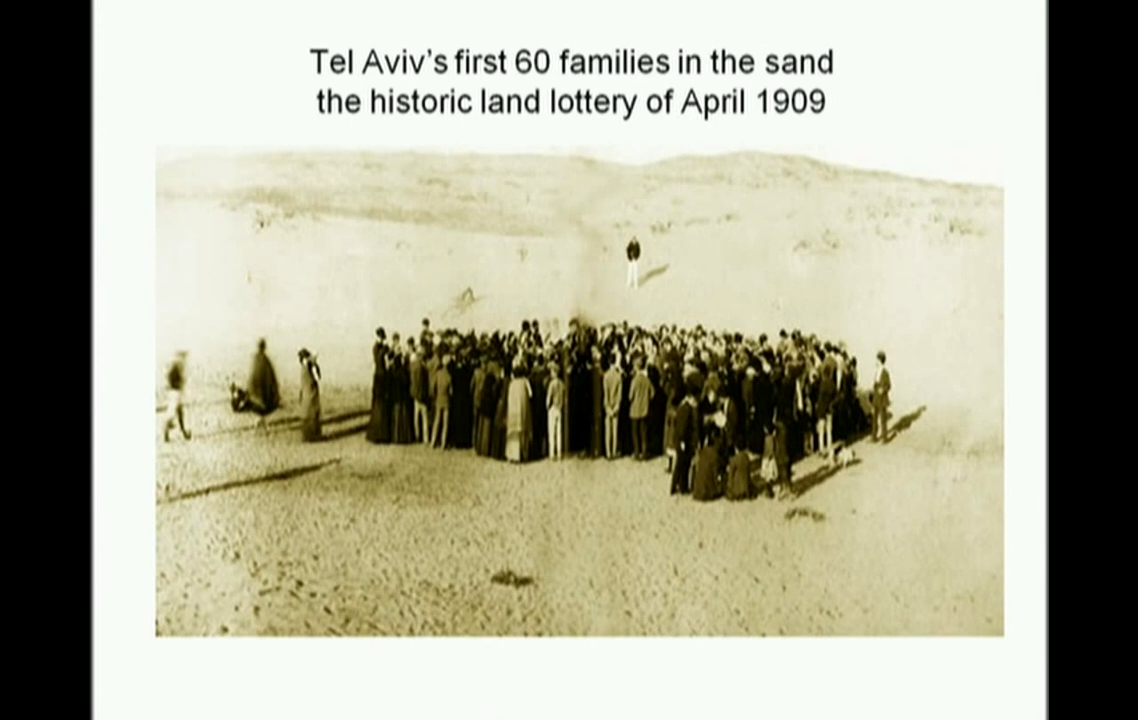 Tel Aviv's first 60 families in the sand
the historic land lottery of April 1909